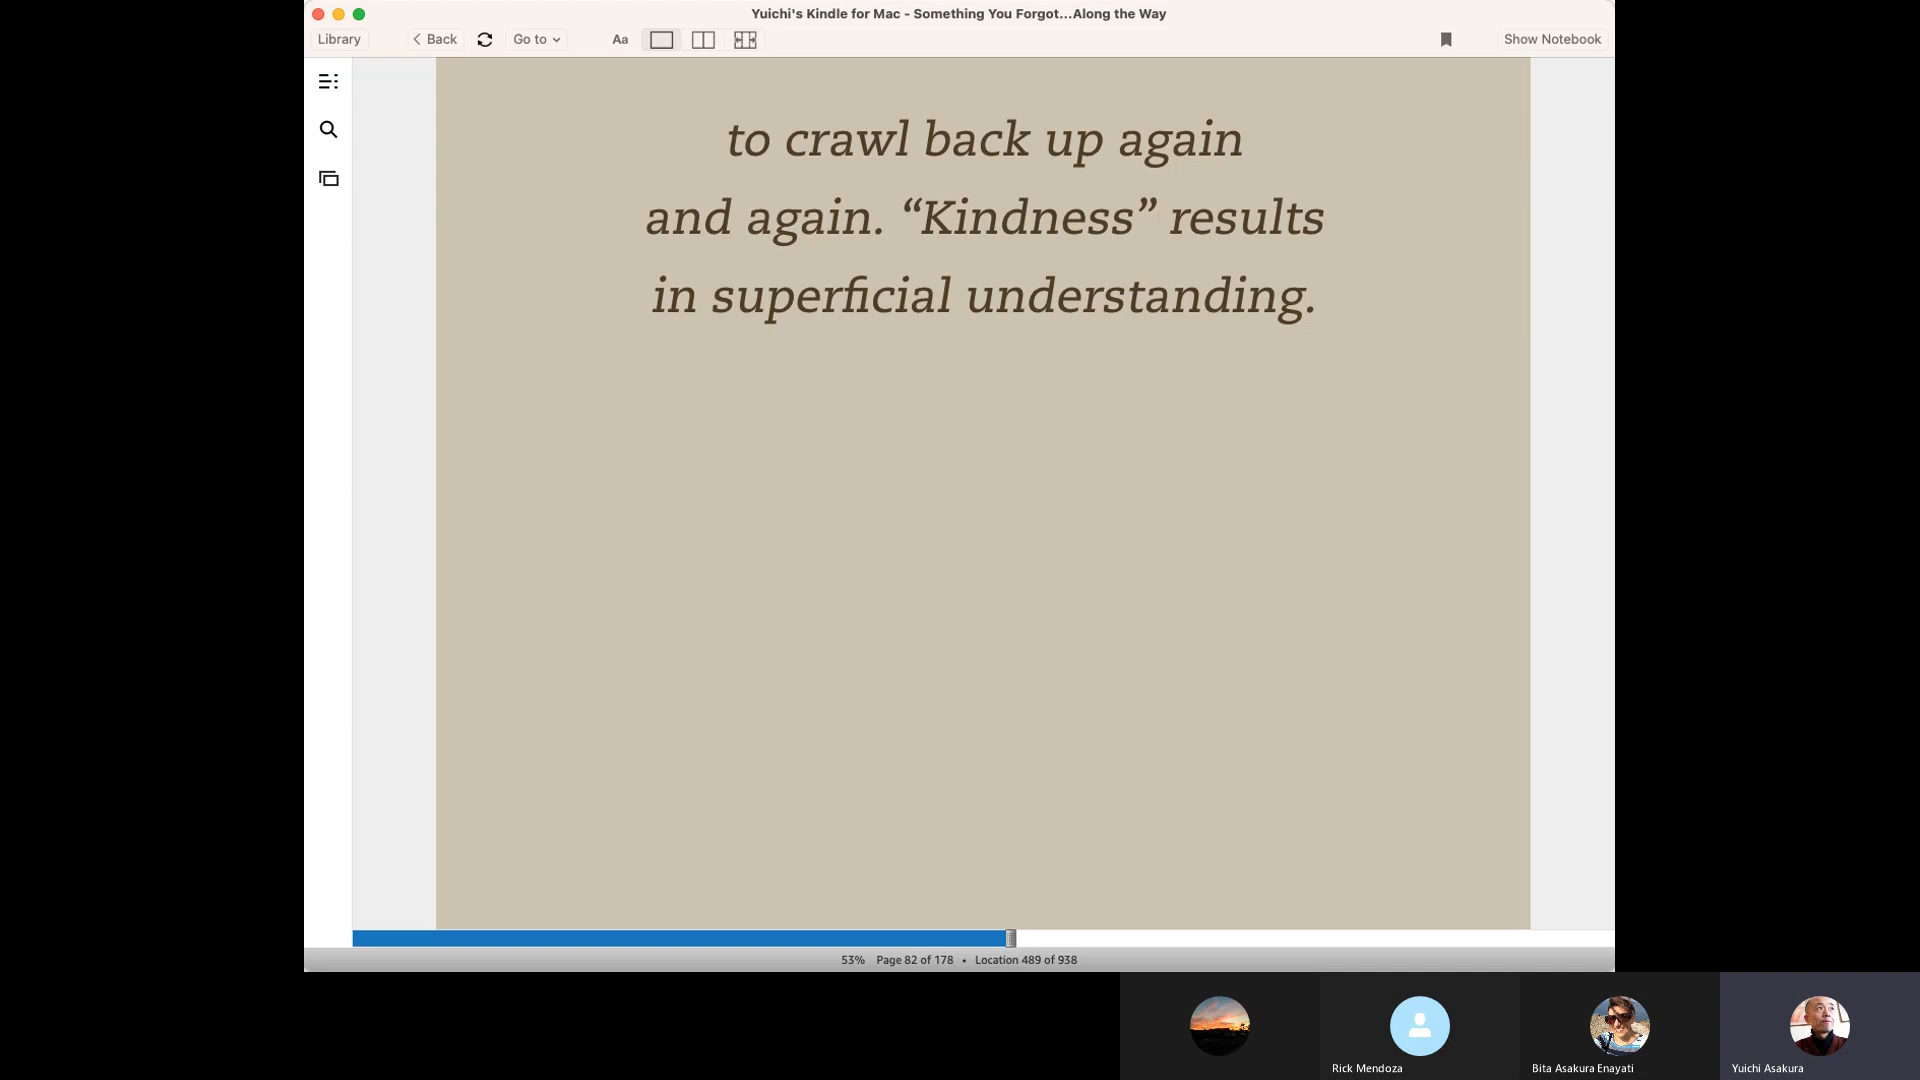 Yuichi's Kindle for Mac - Something You Forgot...Along the Way
Library
Back
Go to
Aa
Show Notebook
to crawl back up again
and again. “Kindness” results
in superficial understanding.
53% Page 82 of 178 • Location 489 of 938
Rick Mendoza
Bita Asakura Enayati
Yuichi Asakura